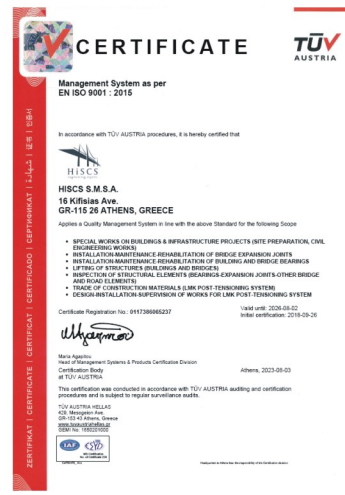 CERTIFICATE
TÜV
AUSTRIA
Management System as per
EN ISO 9001 : 2015
In accordance with TÜV AUSTRIA procedures, it is hereby certified that
HiSCS
HISCS S.M.S.A.
16 Kifisias Ave.
GR-115 26 ATHENS, GREECE
Applies a Quality Management System in line with the above Standard for the following Scope
• SPECIAL WORKS ON BUILDINGS & INFRASTRUCTURE PROJECTS (SITE PREPARATION, CIVIL
ENGINEERING WORKS)
• INSTALLATION-MAINTENANCE-REHABILITATION OF BRIDGE EXPANSION JOINTS
• INSTALLATION-MAINTENANCE-REHABILITATION OF BUILDING AND BRIDGE BEARINGS
• LIFTING OF STRUCTURES (BUILDINGS AND BRIDGES)
• INSPECTION OF STRUCTURAL ELEMENTS (BEARINGS-EXPANSION JOINTS-OTHER BRIDGE
AND ROAD ELEMENTS)
• TRADE OF CONSTRUCTION MATERIALS (LMK POST-TENSIONING SYSTEM)
• DESIGN-INSTALLATION-SUPERVISION OF WORKS FOR LMK POST-TENSIONING SYSTEM
Certificate Registration No.: 0117386065237
Valid until: 2026-08-02
Initial certification: 2018-09-26
Maria Agapitou
Head of Management Systems & Products Certification Division
Certification Body
at TÜV AUSTRIA
Athens, 2023-08-03
This certification was conducted in accordance with TÜV AUSTRIA auditing and certification
procedures and is subject to regular surveillance audits.
TÜV AUSTRIA HELLAS
429, Mesogeion Ave.
GR-153 43 Athens, Greece
www.tuvaustriahellas.gr
IAF
ZERTIFIKAT | CERTIFICATE | CERTIFICAT | CERTIFICADO | СЕРТИФИКАТ | شهادة | 証書 | 인증서